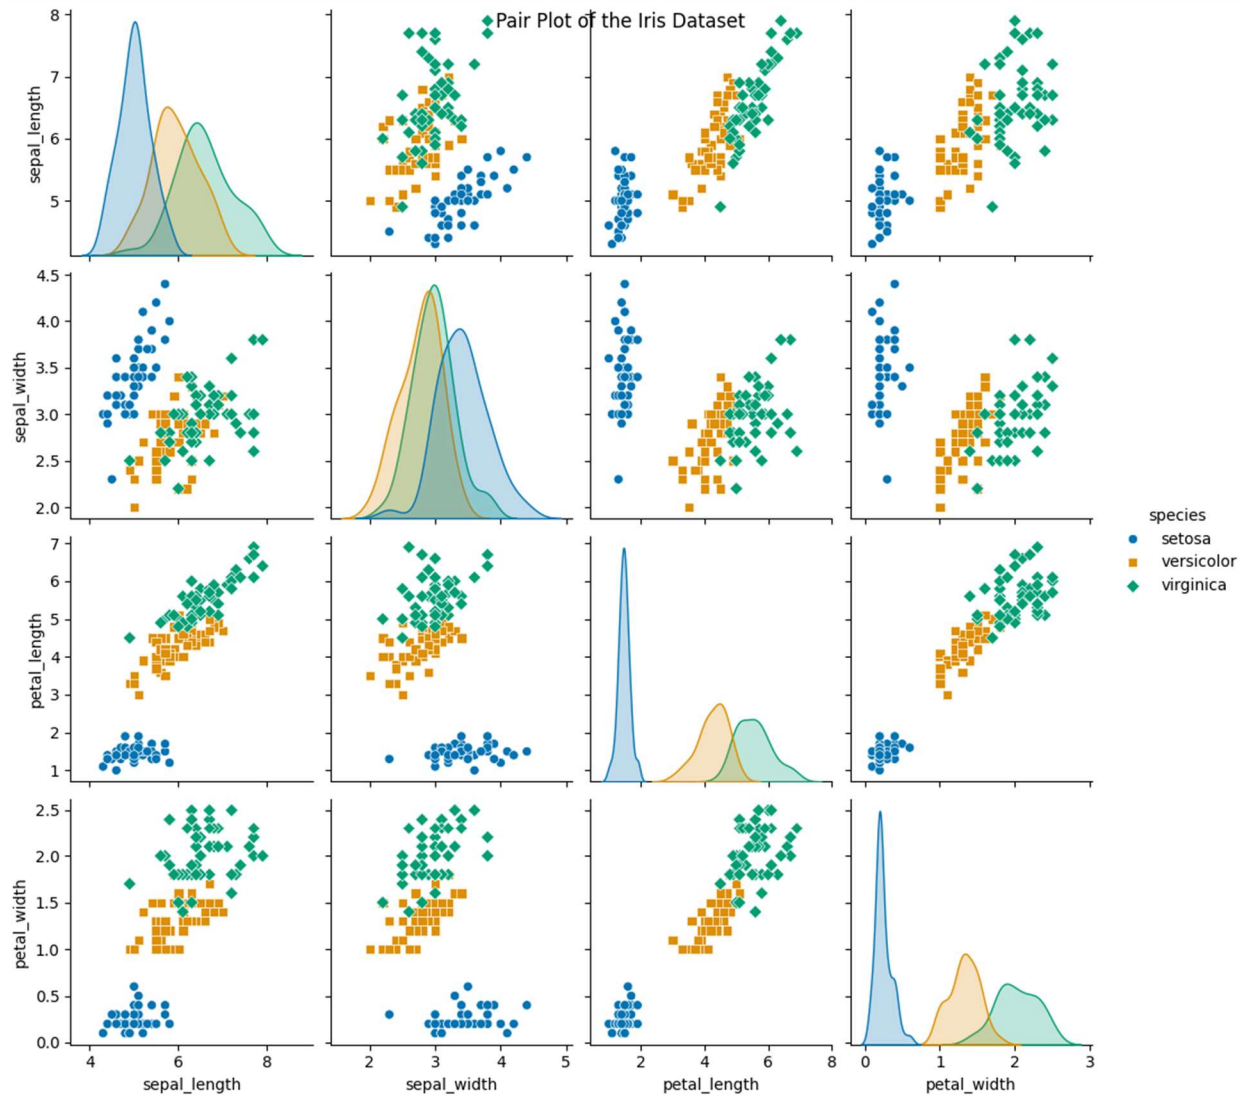 Pair Plot of the Iris Dataset
8
7
6
5
sepal_length
4.5
4.0
3.5
3.0
2.5
2.0
sepal_width
7
6
5
4
3
2
1
petal_length
2.5
2.0
1.5
1.0
0.5
0.0
petal_width
4 6 8
sepal_length
2 3 4 5
sepal_width
2 4 6 8
petal_length
0 1 2 3
petal_width
species
setosa
versicolor
virginica